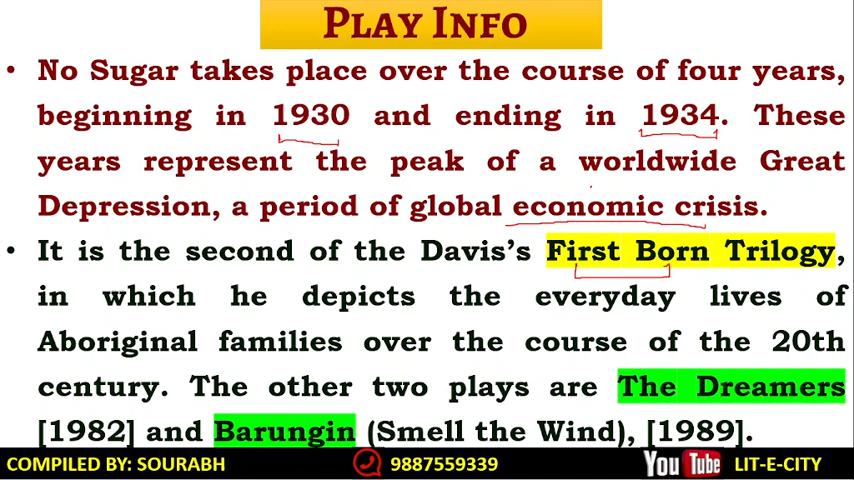 PLAY INFO
• No Sugar takes place over the course of four years,
beginning in 1930 and ending in 1934. These
years represent the peak of a worldwide Great
Depression, a period of global economic crisis.
• It is the second of the Davis’s First Born Trilogy,
in which he depicts the everyday lives of
Aboriginal families over the course of the 20th
century. The other two plays are The Dreamers
[1982] and Barungin (Smell the Wind), [1989].
COMPILED BY: SOURABH 9887559339 YouTube LIT-E-CITY